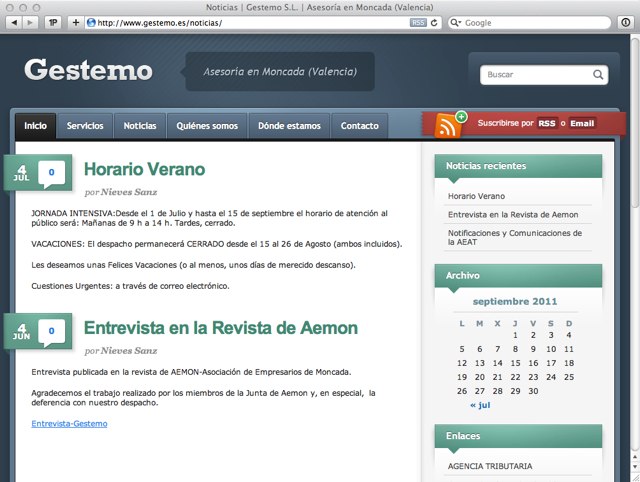 Noticias | Gestemo S.L. | Asesoría en Moncada (Valencia)
1P
http://www.gestemo.es/noticias/
RSS
Google
Gestemo
Asesoría en Moncada (Valencia)
Buscar
Inicio
Servicios
Noticias
Quiénes somos
Dónde estamos
Contacto
Suscribirse por RSS o Email
4
JUL
0
Horario Verano
por Nieves Sanz
JORNADA INTENSIVA:Desde el 1 de Julio y hasta el 15 de septiembre el horario de atención al
público será: Mañanas de 9 h a 14 h. Tardes, cerrado.
VACACIONES: El despacho permanecerá CERRADO desde el 15 al 26 de Agosto (ambos incluidos).
Les deseamos unas Felices Vacaciones (o al menos, unos días de merecido descanso).
Cuestiones Urgentes: a través de correo electrónico.
4
JUN
0
Entrevista en la Revista de Aemon
por Nieves Sanz
Entrevista publicada en la revista de AEMON-Asociación de Empresarios de Moncada.
Agradecemos el trabajo realizado por los miembros de la Junta de Aemon y, en especial, la
deferencia con nuestro despacho.
Entrevista-Gestemo
Noticias recientes
Horario Verano
Entrevista en la Revista de Aemon
Notificaciones y Comunicaciones de
la AEAT
Archivo
septiembre 2011
L M X J V S D
1 2 3 4
5 6 7 8 9 10 11
12 13 14 15 16 17 18
19 20 21 22 23 24 25
26 27 28 29 30
« jul
Enlaces
AGENCIA TRIBUTARIA